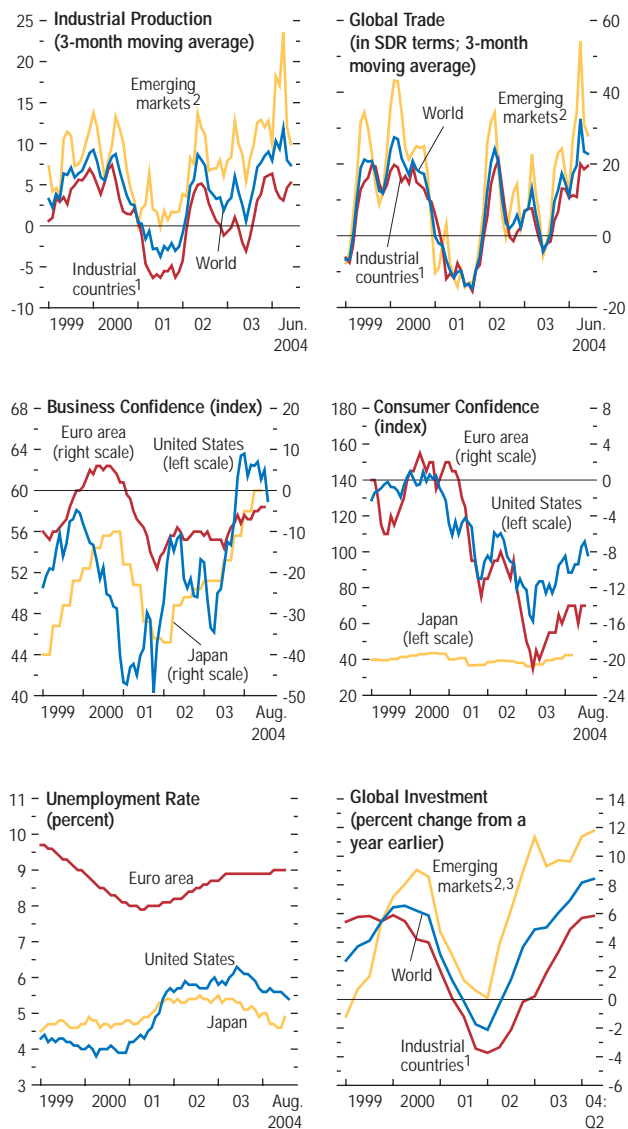 Industrial Production
(3-month moving average)
25
20
15
10
5
0
-5
-10
Emerging
markets2
Industrial
countries1
World
1999 2000 01 02 03 Jun.
2004
Global Trade
(in SDR terms; 3-month
moving average)
60
40
20
0
-20
World
Emerging
markets2
Industrial
countries1
1999 2000 01 02 03 Jun.
2004
Business Confidence (index)
68
64
60
56
52
48
44
40
20
10
0
-10
-20
-30
-40
-50
Euro area
(right scale)
United States
(left scale)
Japan
(right scale)
1999 2000 01 02 03 Aug.
2004
Consumer Confidence
(index)
180
160
140
120
100
80
60
40
20
8
4
0
-4
-8
-12
-16
-20
-24
Euro area
(right scale)
United States
(left scale)
Japan
(left scale)
1999 2000 01 02 03 Aug.
2004
Unemployment Rate
(percent)
11
10
9
8
7
6
5
4
3
Euro area
United States
Japan
1999 2000 01 02 03 Aug.
2004
Global Investment
(percent change from a
year earlier)
14
12
10
8
6
4
2
0
-2
-4
-6
Emerging
markets2,3
World
Industrial
countries1
1999 2000 01 02 03 04:
Q2